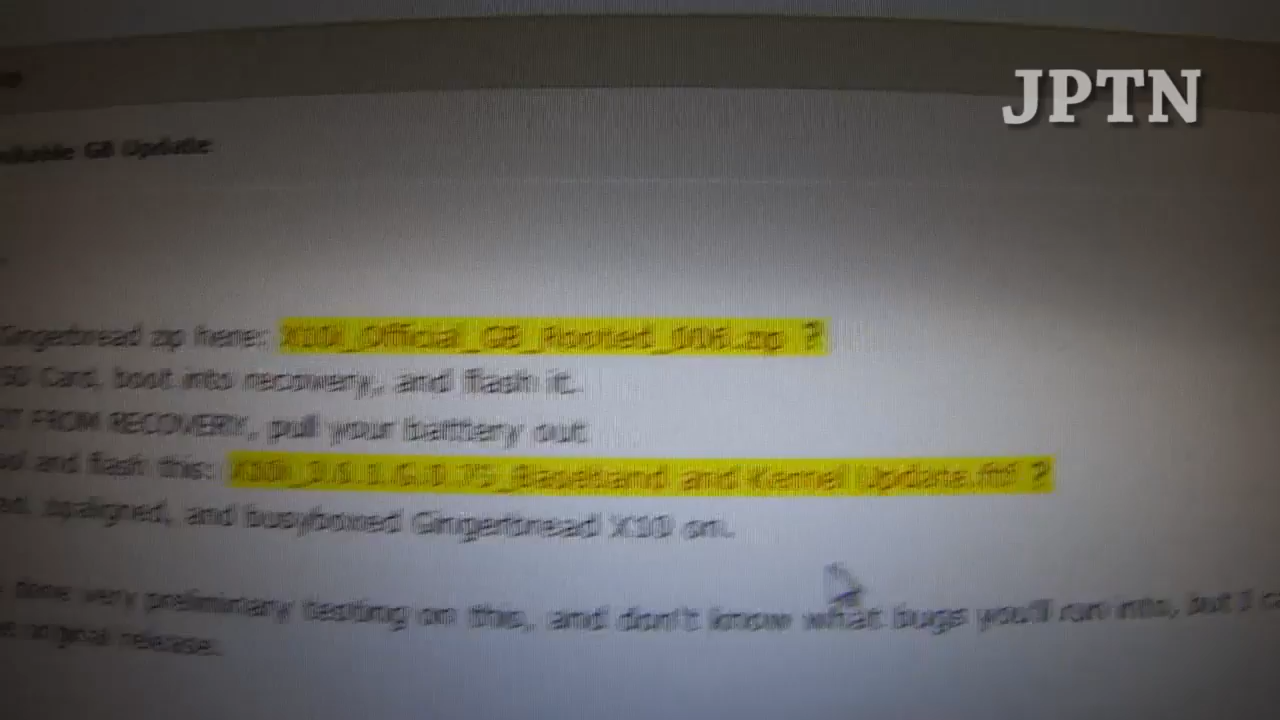 JPTN
GB Update
Gingerbread zip here: X10i_Official_GB_Rooted_006.zip ?
SD Card, boot into recovery, and flash it.
FROM RECOVERY, pull your battery out
and flash this: Baseband and Kernel Update.ftf ?
zipaligned, and busyboxed Gingerbread X10 on.
done very preliminary testing on this, and don't know what bugs you'll run into, but I
original release.